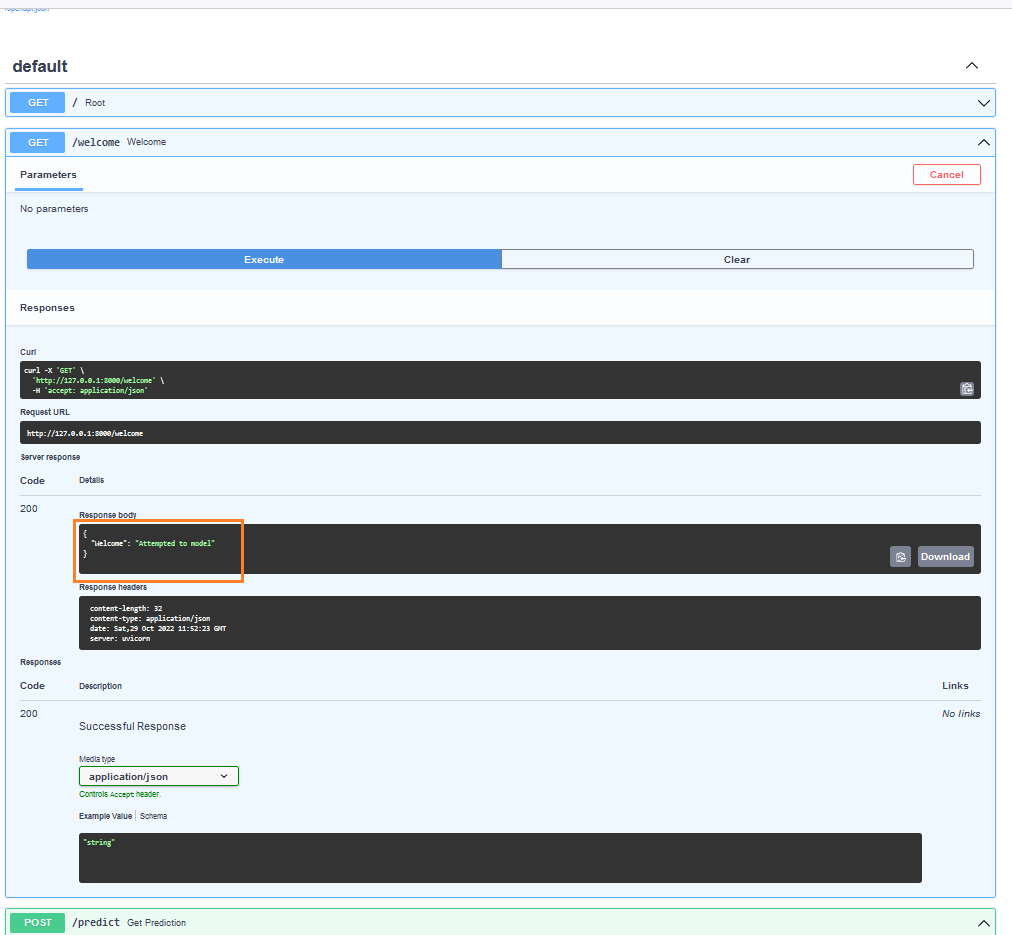 /openapi.json
default
GET / Root
GET /welcome Welcome
Parameters
Cancel
No parameters
Execute
Clear
Responses
Curl
curl -X 'GET' \
'http://127.0.0.1:8000/welcome' \
-H 'accept: application/json'
Request URL
http://127.0.0.1:8000/welcome
Server response
Code Details
200
Response body
{
"Welcome": "Attempted to model"
}
Download
Response headers
content-length: 32
content-type: application/json
date: Sat,29 Oct 2022 11:52:23 GMT
server: uvicorn
Responses
Code Description Links
200
Successful Response
No links
Media type
application/json
Controls Accept header.
Example Value Schema
"string"
POST /predict Get Prediction